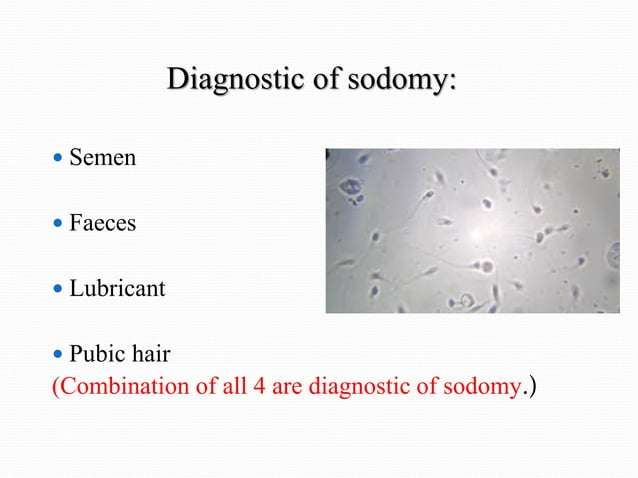 Diagnostic of sodomy:
• Semen
• Faeces
• Lubricant
• Pubic hair
(Combination of all 4 are diagnostic of sodomy.)